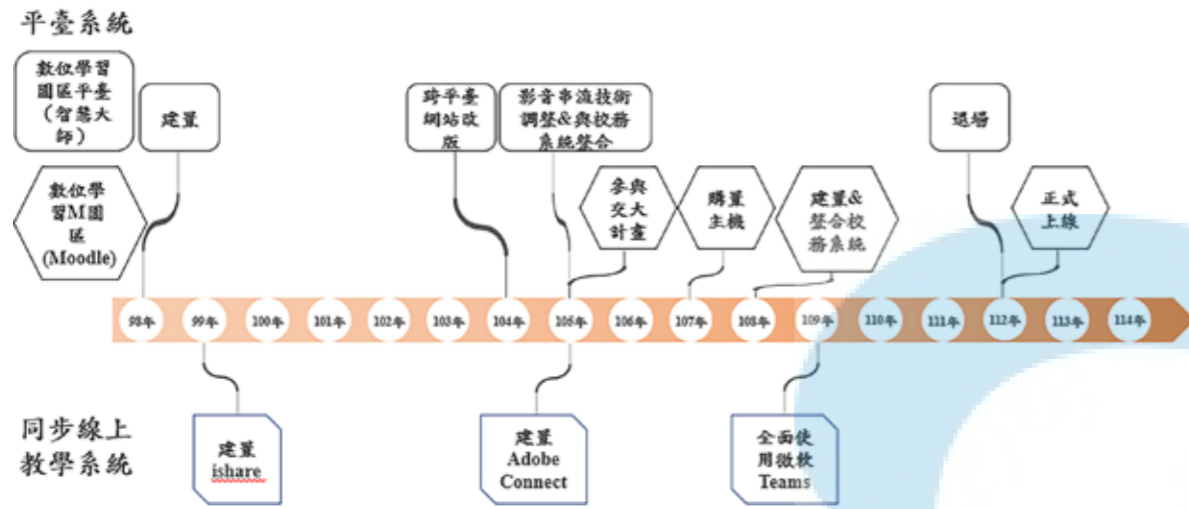 平臺系統
數位學習
園區平臺
（智慧大
師）
建置
跨平臺
網站改
版
影音串流技術
調整&與校務
系統整合
退場
數位學
習M園
區
(Moodle)
參與
交大
計畫
購置
主機
建置&
整合校
務系統
正式
上線
98年
99年
100年
101年
102年
103年
104年
105年
106年
107年
108年
109年
110年
111年
112年
113年
114年
同步線上
教學系統
建置
ishare
建置
Adobe
Connect
全面使
用微軟
Teams